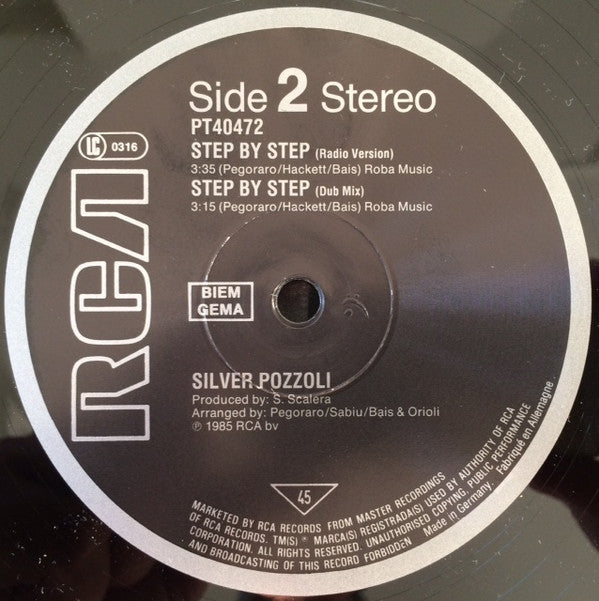 Side 2 Stereo
PT40472
LC 0316
STEP BY STEP (Radio Version)
3:35 (Pegoraro/Hackett/Bais) Roba Music
STEP BY STEP (Dub Mix)
3:15 (Pegoraro/Hackett/Bais) Roba Music
RCA
BIEM
GEMA
SILVER POZZOLI
Produced by: S. Scalera
Arranged by: Pegoraro/Sabiu/Bais & Orioli
℗ 1985 RCA bv
45
MARKETED BY RCA RECORDS FROM MASTER RECORDINGS
OF RCA RECORDS. TM(S) ® MARCA(S) REGISTRADA(S) USED BY AUTHORITY OF RCA
CORPORATION. ALL RIGHTS RESERVED. UNAUTHORISED COPYING, PUBLIC PERFORMANCE
AND BROADCASTING OF THIS RECORD FORBIDDEN
Made in Germany. Fabriqué en Allemagne